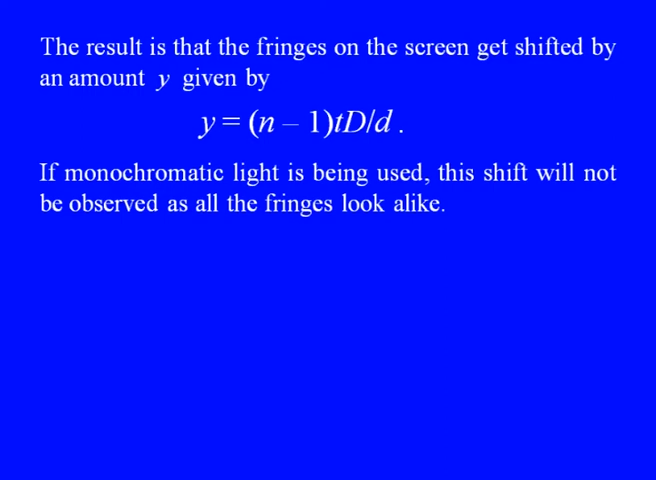 The result is that the fringes on the screen get shifted by
an amount y given by
y = (n – 1)tD/d .
If monochromatic light is being used, this shift will not
be observed as all the fringes look alike.